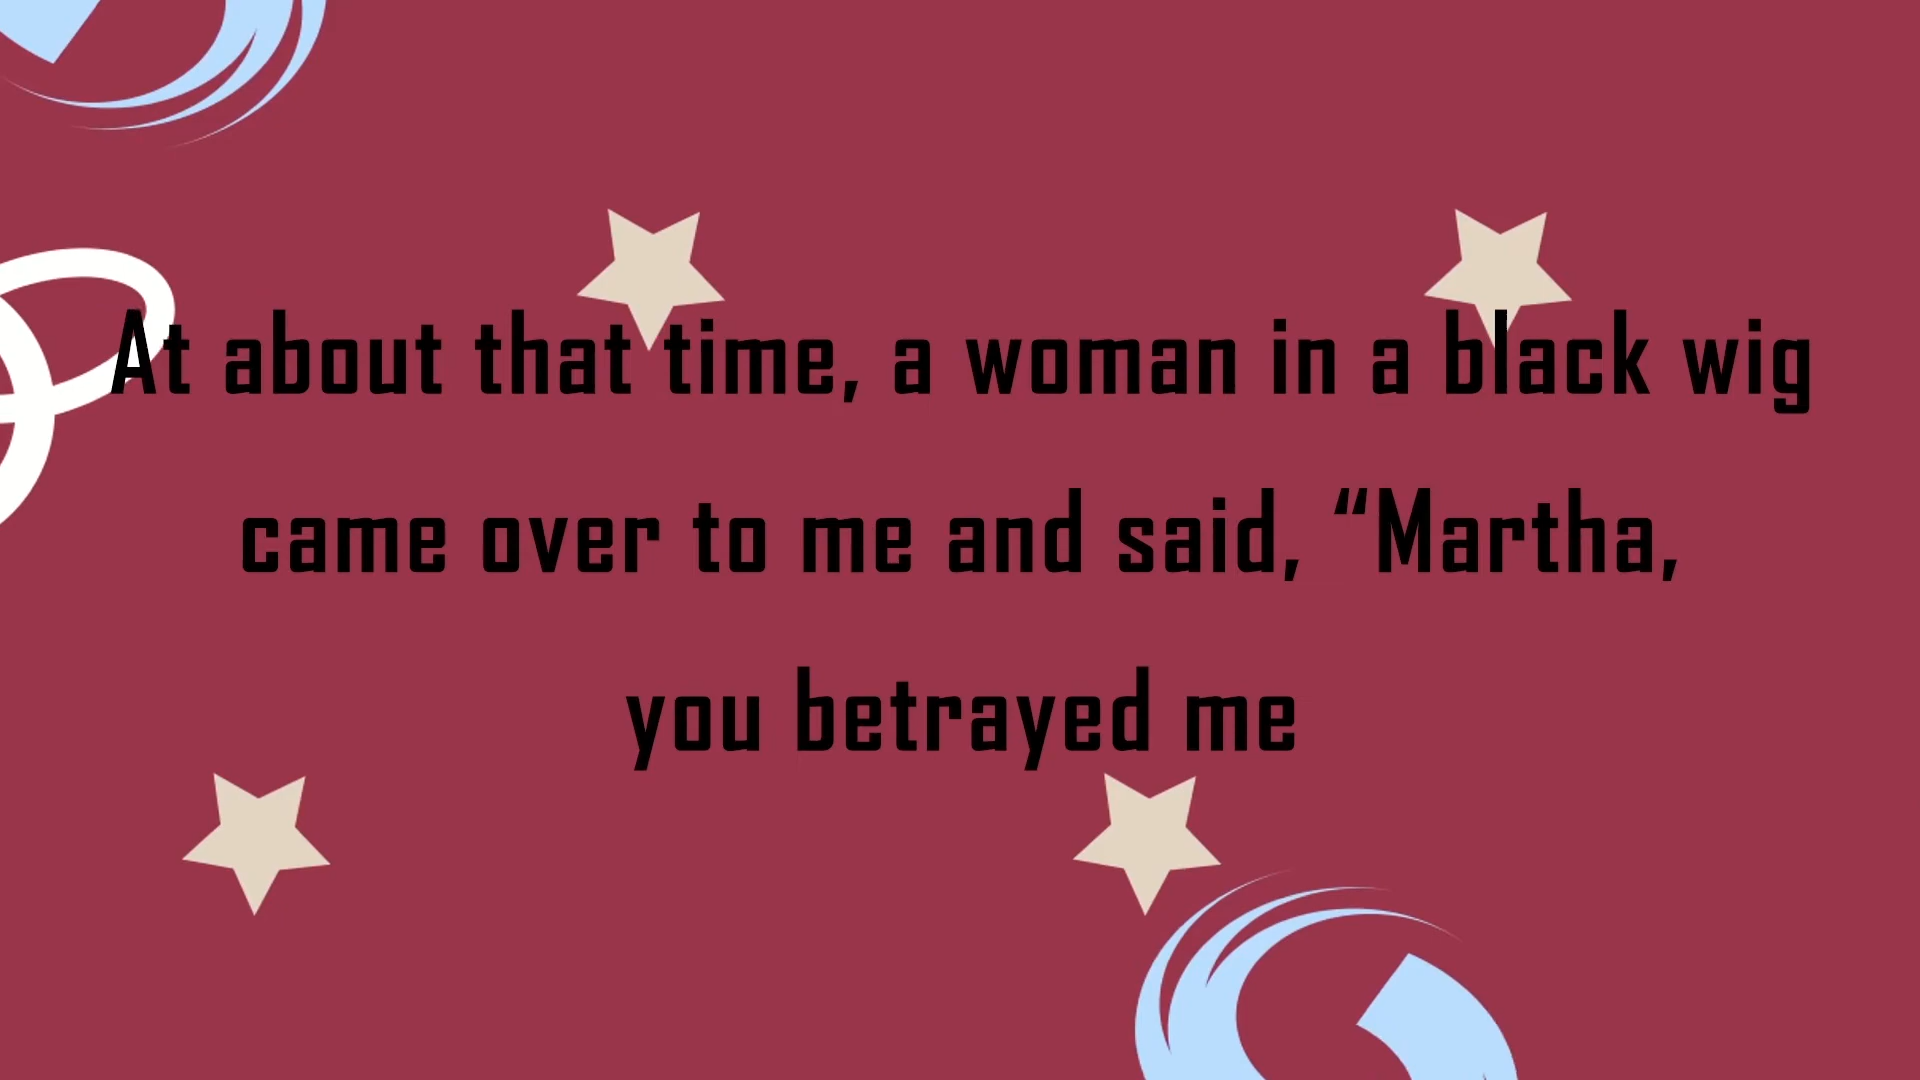 At about that time, a woman in a black wig
came over to me and said, “Martha,
you betrayed me